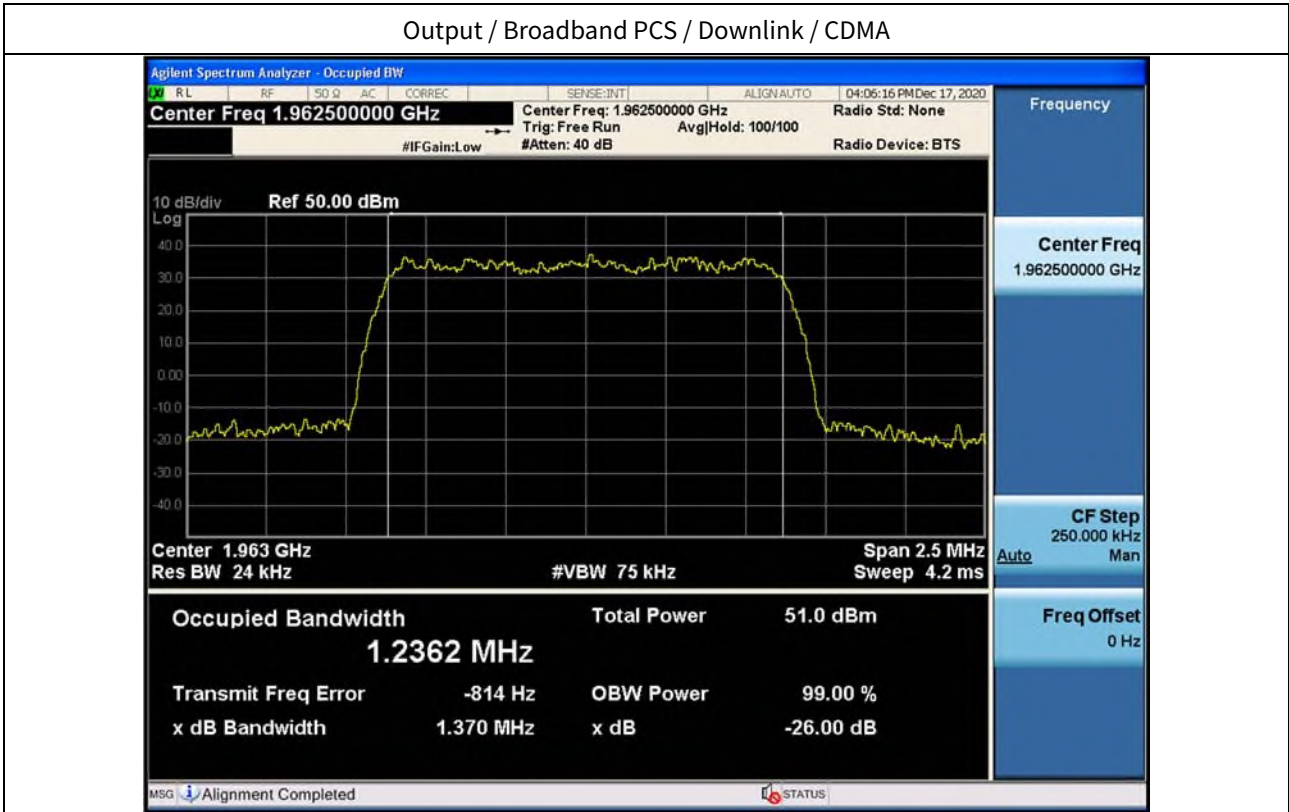 Output / Broadband PCS / Downlink / CDMA
Agilent Spectrum Analyzer - Occupied BW
RL RF 50 Ω AC CORREC SENSE:INT ALIGNAUTO 04:06:16 PM Dec 17, 2020
Center Freq 1.962500000 GHz
Center Freq: 1.962500000 GHz
Radio Std: None
Trig: Free Run
Avg|Hold: 100/100
#IFGain:Low
#Atten: 40 dB
Radio Device: BTS
10 dB/div
Ref 50.00 dBm
Log
40.0
30.0
20.0
10.0
0.00
-10.0
-20.0
-30.0
-40.0
Center 1.963 GHz
Span 2.5 MHz
Res BW 24 kHz
#VBW 75 kHz
Sweep 4.2 ms
Occupied Bandwidth
1.2362 MHz
Total Power 51.0 dBm
Transmit Freq Error -814 Hz
OBW Power 99.00 %
x dB Bandwidth 1.370 MHz
x dB -26.00 dB
Frequency
Center Freq
1.962500000 GHz
CF Step
250.000 kHz
Auto Man
Freq Offset
0 Hz
MSG Alignment Completed
STATUS